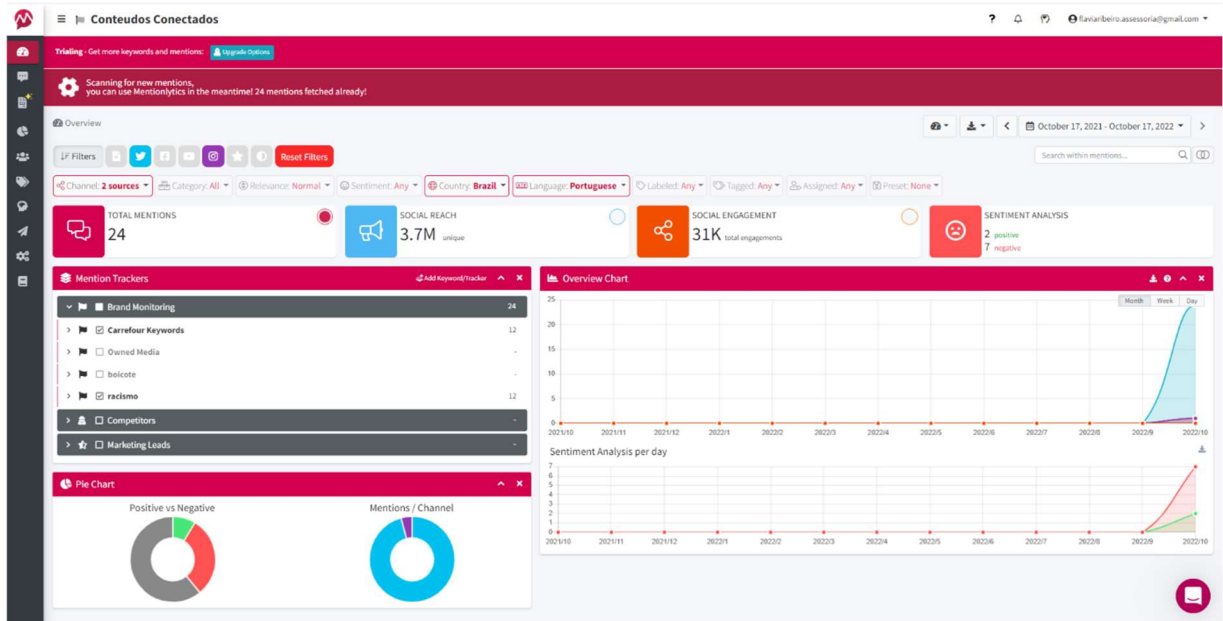 Conteudos Conectados
? flaviaribeiro.assessoria@gmail.com
Trialing - Get more keywords and mentions: Upgrade Options
Scanning for new mentions,
you can use Mentionlytics in the meantime! 24 mentions fetched already!
Overview
October 17, 2021 - October 17, 2022
Filters Reset Filters Search within mentions...
Channel: 2 sources Category: All Relevance: Normal Sentiment: Any Country: Brazil Language: Portuguese Labeled: Any Tagged: Any Assigned: Any Preset: None
TOTAL MENTIONS
24
SOCIAL REACH
3.7M unique
SOCIAL ENGAGEMENT
31K total engagements
SENTIMENT ANALYSIS
2 positive
7 negative
Mention Trackers Add Keyword/Tracker
Brand Monitoring 24
Carrefour Keywords 12
Owned Media -
boicote -
racismo 12
Competitors -
Marketing Leads -
Pie Chart
Positive vs Negative Mentions / Channel
Overview Chart
Month Week Day
25
20
15
10
5
0
2021/10 2021/11 2021/12 2022/1 2022/2 2022/3 2022/4 2022/5 2022/6 2022/7 2022/8 2022/9 2022/10
Sentiment Analysis per day
7
6
5
4
3
2
1
0
2021/10 2021/11 2021/12 2022/1 2022/2 2022/3 2022/4 2022/5 2022/6 2022/7 2022/8 2022/9 2022/10